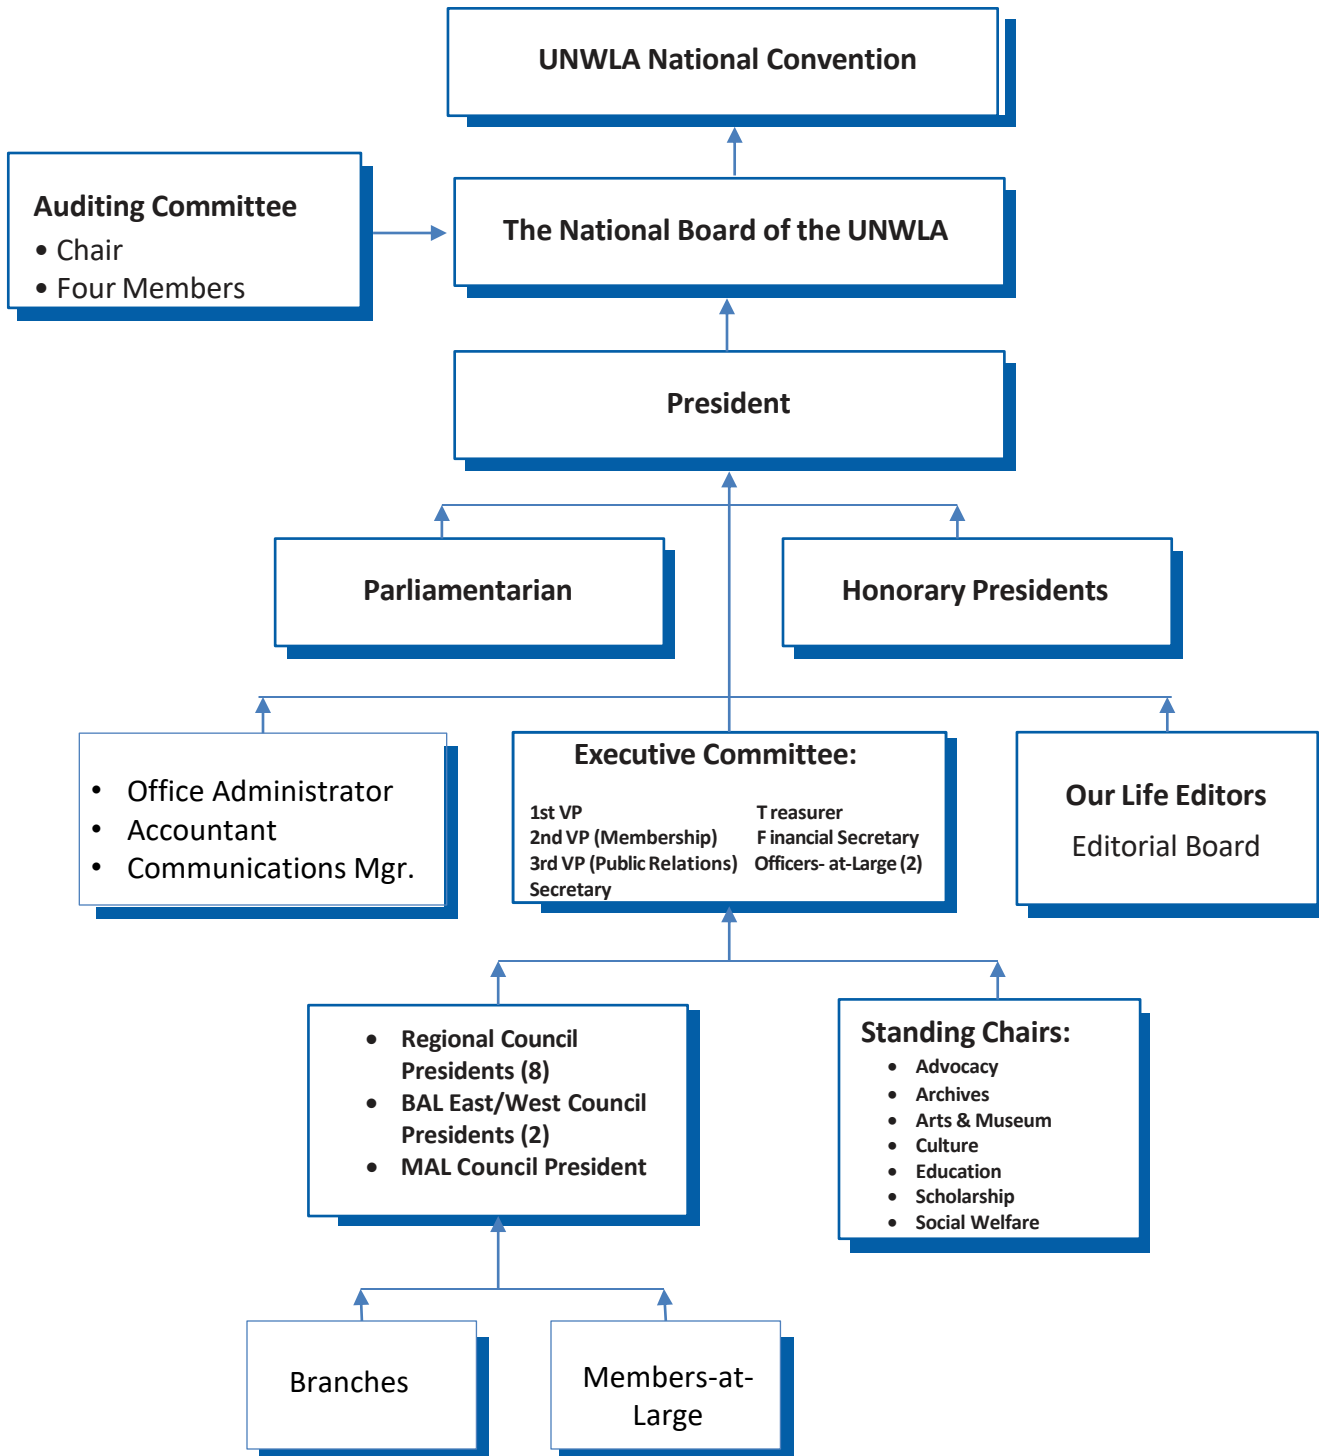 UNWLA National Convention
Auditing Committee
• Chair
• Four Members
The National Board of the UNWLA
President
Parliamentarian
Honorary Presidents
• Office Administrator
• Accountant
• Communications Mgr.
Executive Committee:
1st VP
2nd VP (Membership)
3rd VP (Public Relations)
Secretary
T reasurer
F inancial Secretary
Officers- at-Large (2)
Our Life Editors
Editorial Board
• Regional Council
Presidents (8)
• BAL East/West Council
Presidents (2)
• MAL Council President
Standing Chairs:
• Advocacy
• Archives
• Arts & Museum
• Culture
• Education
• Scholarship
• Social Welfare
Branches
Members-at-
Large